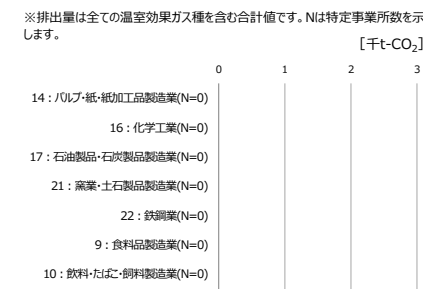 ※排出量は全ての温室効果ガス種を含む合計値です。Nは特定事業所数を示
します。
[千t-CO₂]
0 1 2 3
14：パルプ・紙・紙加工品製造業(N=0)
16：化学工業(N=0)
17：石油製品・石炭製品製造業(N=0)
21：窯業・土石製品製造業(N=0)
22：鉄鋼業(N=0)
9：食料品製造業(N=0)
10：飲料・たばこ・飼料製造業(N=0)